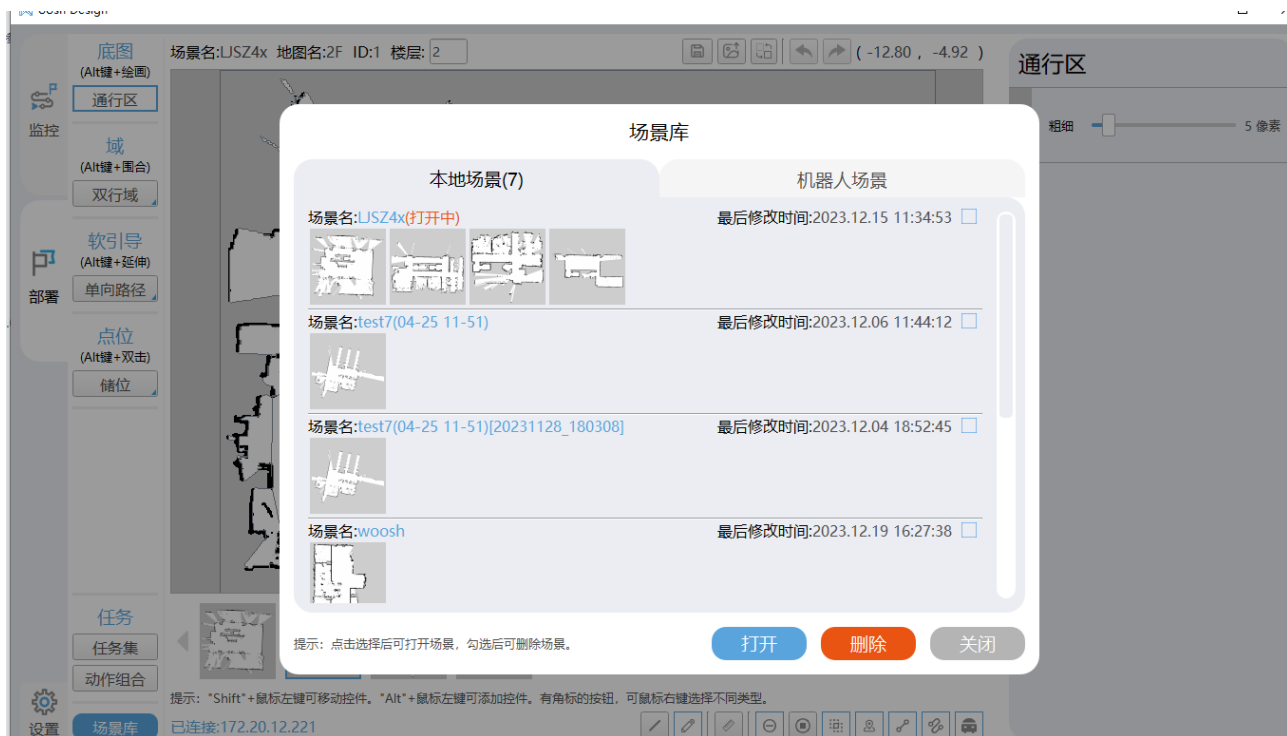 场景名:LJSZ4x 地图名:2F ID:1 楼层: 2 ( -12.80 , -4.92 )
监控
部署
设置
底图
(Alt键+绘画)
通行区
域
(Alt键+围合)
双行域
软引导
(Alt键+延伸)
单向路径
点位
(Alt键+双击)
储位
任务
任务集
动作组合
场景库
通行区
粗细 5 像素
场景库
本地场景(7) 机器人场景
场景名:LJSZ4x(打开中) 最后修改时间:2023.12.15 11:34:53
场景名:test7(04-25 11-51) 最后修改时间:2023.12.06 11:44:12
场景名:test7(04-25 11-51)[20231128_180308] 最后修改时间:2023.12.04 18:52:45
场景名:woosh 最后修改时间:2023.12.19 16:27:38
提示：点击选择后可打开场景，勾选后可删除场景。
打开 删除 关闭
提示："Shift"+鼠标左键可移动控件。"Alt"+鼠标左键可添加控件。有角标的按钮，可鼠标右键选择不同类型。
已连接:172.20.12.221